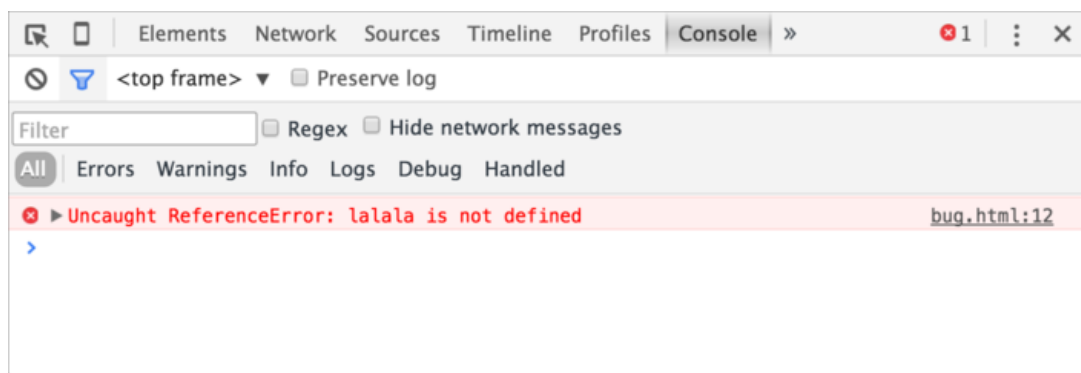 Elements Network Sources Timeline Profiles Console » 1
<top frame> ▼ Preserve log
Filter Regex Hide network messages
All Errors Warnings Info Logs Debug Handled
Uncaught ReferenceError: lalala is not defined bug.html:12